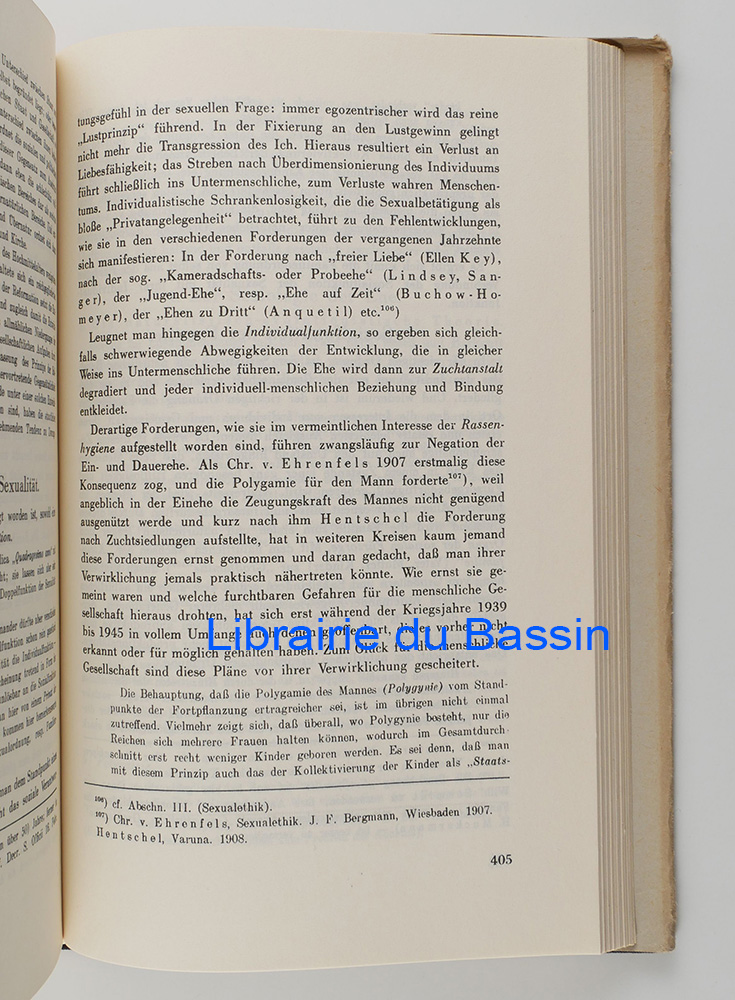 tungsgefühl in der sexuellen Frage: immer egozentrischer wird das reine
„Lustprinzip“ führend. In der Fixierung an den Lustgewinn gelingt
nicht mehr die Transgression des Ich. Hieraus resultiert ein Verlust an
Liebesfähigkeit; das Streben nach Überdimensionierung des Individuums
führt schließlich ins Untermenschliche, zum Verluste wahren Menschen-
tums. Individualistische Schrankenlosigkeit, die die Sexualbetätigung als
bloße „Privatangelegenheit“ betrachtet, führt zu den Fehlentwicklungen,
wie sie in den verschiedenen Forderungen der vergangenen Jahrzehnte
sich manifestieren: In der Forderung nach „freier Liebe“ (Ellen Key),
nach der sog. „Kameradschafts- oder Probeehe“ (Lindsey, San-
ger), der „Jugend-Ehe“, resp. „Ehe auf Zeit“ (Buchow-Ho-
meyer), der „Ehen zu Dritt“ (Anquetil) etc.¹⁰⁶)
Leugnet man hingegen die Individualfunktion, so ergeben sich gleich-
falls schwerwiegende Abwegigkeiten der Entwicklung, die in gleicher
Weise ins Untermenschliche führen. Die Ehe wird dann zur Zuchtanstalt
degradiert und jeder individuell-menschlichen Beziehung und Bindung
entkleidet.
Derartige Forderungen, wie sie im vermeintlichen Interesse der Rassen-
hygiene aufgestellt worden sind, führen zwangsläufig zur Negation der
Ein- und Dauerehe. Als Chr. v. Ehrenfels 1907 erstmalig diese
Konsequenz zog, und die Polygamie für den Mann forderte¹⁰⁷), weil
angeblich in der Einehe die Zeugungskraft des Mannes nicht genügend
ausgenützt werde und kurz nach ihm Hentschel die Forderung
nach Zuchtsiedlungen aufstellte, hat in weiteren Kreisen kaum jemand
diese Forderungen ernst genommen und daran gedacht, daß man ihrer
Verwirklichung jemals praktisch nähertreten könnte. Wie ernst sie ge-
meint waren und welche furchtbaren Gefahren für die menschliche Ge-
sellschaft hieraus drohten, hat sich erst während der Kriegsjahre 1939
bis 1945 in vollem Umfange auch denen geoffenbart, die es vorher nicht
erkannt oder für möglich gehalten haben. Zum Glück für die menschliche
Gesellschaft sind diese Pläne vor ihrer Verwirklichung gescheitert.
Librairie du Bassin
Die Behauptung, daß die Polygamie des Mannes (Polygynie) vom Stand-
punkte der Fortpflanzung ertragreicher sei, ist im übrigen nicht einmal
zutreffend. Vielmehr zeigt sich, daß überall, wo Polygynie besteht, nur die
Reichen sich mehrere Frauen halten können, wodurch im Gesamtdurch-
schnitt erst recht weniger Kinder geboren werden. Es sei denn, daß man
mit diesem Prinzip auch das der Kollektivierung der Kinder als „Staats-
¹⁰⁶) cf. Abschn. III. (Sexualethik).
¹⁰⁷) Chr. v. Ehrenfels, Sexualethik. J. F. Bergmann, Wiesbaden 1907.
Hentschel, Varuna. 1908.
405